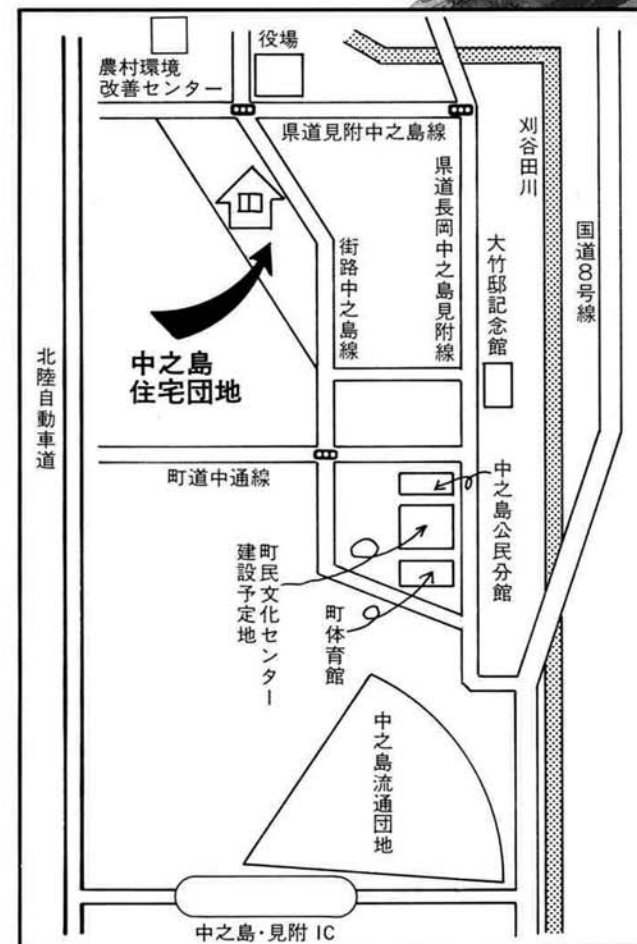 役場
農村環境
改善センター
県道見附中之島線
刈谷田川
国道8号線
県道長岡中之島見附線
大竹邸記念館
街路中之島線
中之島
住宅団地
北陸自動車道
町道中通線
中之島公民分館
町民文化センター
建設予定地
町体育館
中之島流通団地
中之島・見附IC